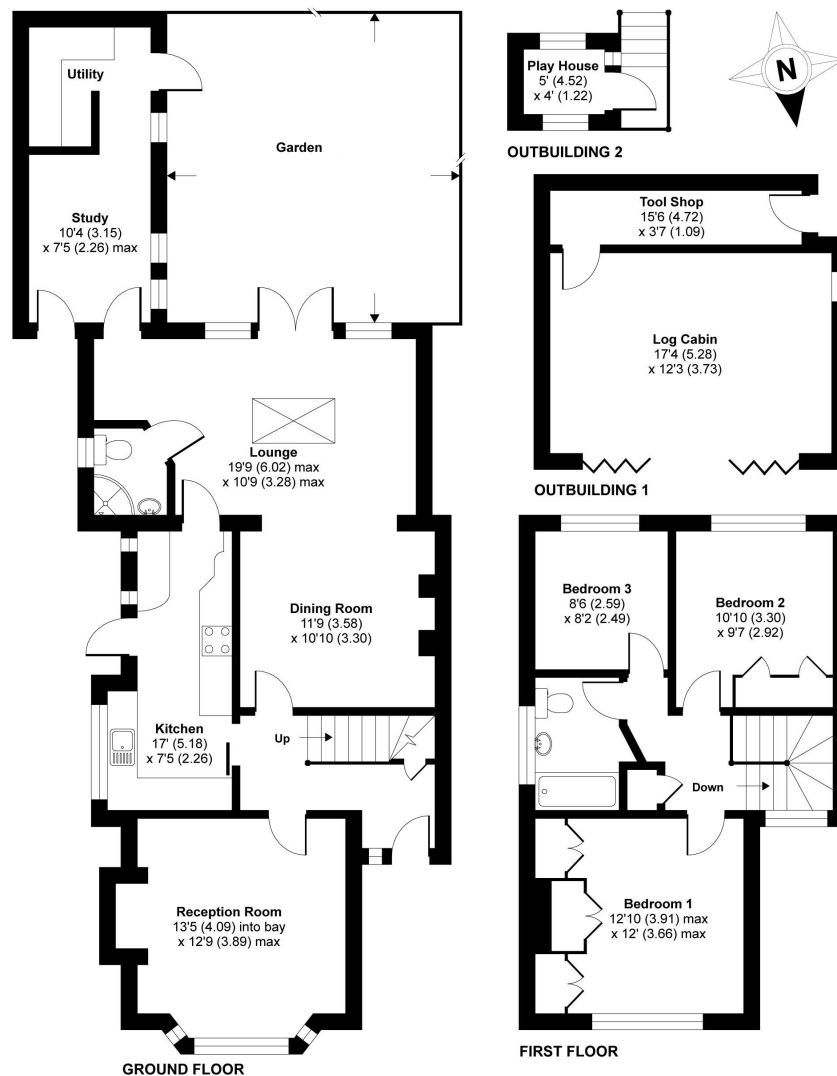 Utility
Garden
Study
10'4 (3.15)
x 7'5 (2.26) max
Lounge
19'9 (6.02) max
x 10'9 (3.28) max
Dining Room
11'9 (3.58)
x 10'10 (3.30)
Kitchen
17' (5.18)
x 7'5 (2.26)
Up
Reception Room
13'5 (4.09) into bay
x 12'9 (3.89) max
GROUND FLOOR
Play House
5' (4.52)
x 4' (1.22)
OUTBUILDING 2
N
Tool Shop
15'6 (4.72)
x 3'7 (1.09)
Log Cabin
17'4 (5.28)
x 12'3 (3.73)
OUTBUILDING 1
Bedroom 3
8'6 (2.59)
x 8'2 (2.49)
Bedroom 2
10'10 (3.30)
x 9'7 (2.92)
Down
Bedroom 1
12'10 (3.91) max
x 12' (3.66) max
FIRST FLOOR